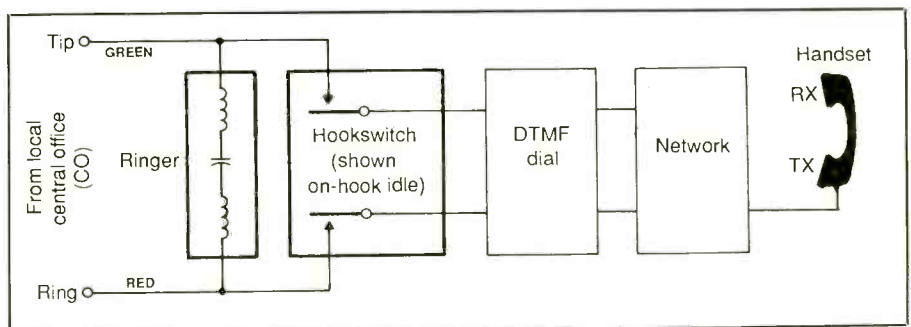 Tip
GREEN
From local
central office
(CO)
Ringer
Hookswitch
(shown
on-hook idle)
DTMF
dial
Network
Handset
RX
TX
Ring
RED